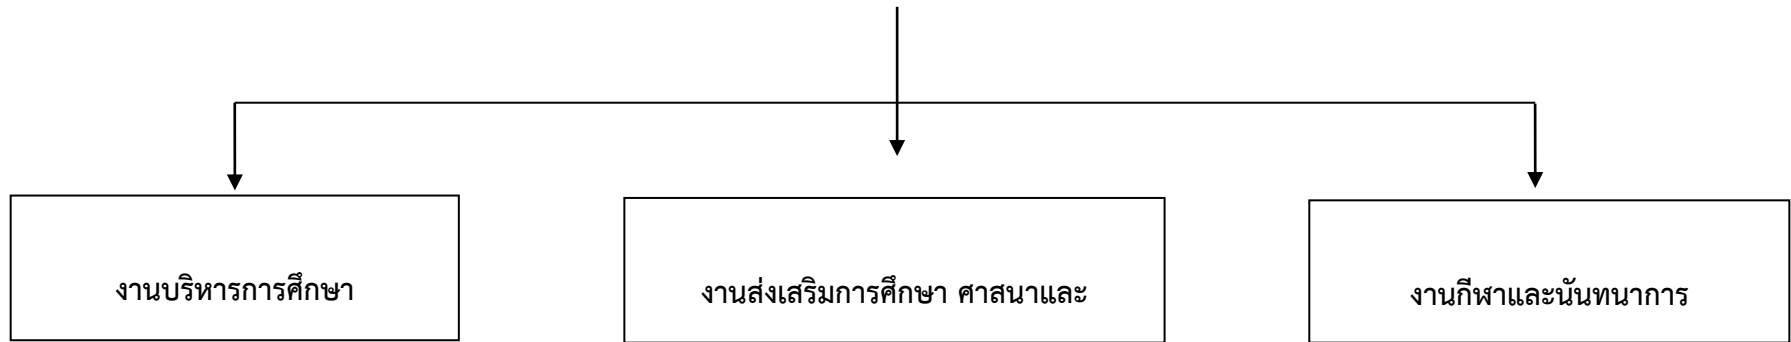 งานบริหารการศึกษา
งานส่งเสริมการศึกษา ศาสนาและ
งานกีฬาและนันทนาการ